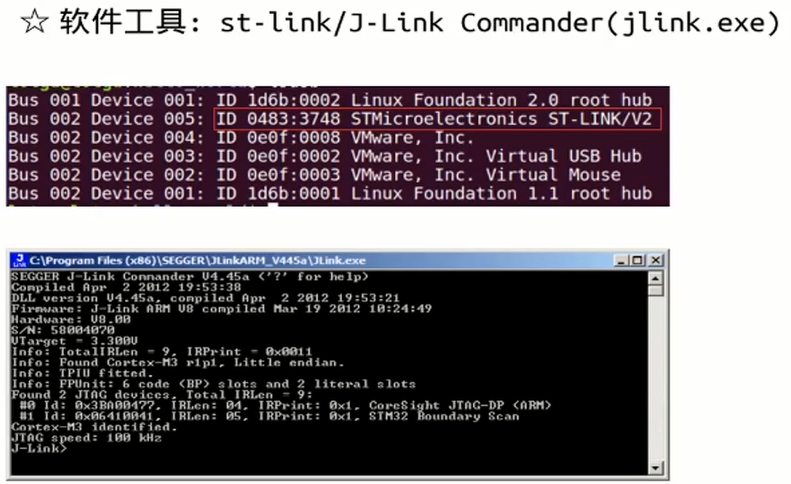 ☆ 软件工具: st-link/J-Link Commander(jlink.exe)
Bus 001 Device 001: ID 1d6b:0002 Linux Foundation 2.0 root hub
Bus 002 Device 005: ID 0483:3748 STMicroelectronics ST-LINK/V2
Bus 002 Device 004: ID 0e0f:0008 VMware, Inc.
Bus 002 Device 003: ID 0e0f:0002 VMware, Inc. Virtual USB Hub
Bus 002 Device 002: ID 0e0f:0003 VMware, Inc. Virtual Mouse
Bus 002 Device 001: ID 1d6b:0001 Linux Foundation 1.1 root hub
C:\Program Files (x86)\SEGGER\JLinkARM_V445a\JLink.exe
SEGGER J-Link Commander V4.45a ('?' for help)
Compiled Apr  2 2012 19:53:38
DLL version V4.45a, compiled Apr  2 2012 19:53:21
Firmware: J-Link ARM V8 compiled Mar 19 2012 10:24:49
Hardware: V8.00
S/N: 58004070
VTarget = 3.300V
Info: TotalIRLen = 9, IRPrint = 0x0011
Info: Found Cortex-M3 r1p1, Little endian.
Info: TPIU fitted.
Info: FPUnit: 6 code (BP) slots and 2 literal slots
Found 2 JTAG devices, Total IRLen = 9:
#0 Id: 0x3BA00477, IRLen: 04, IRPrint: 0x1, CoreSight JTAG-DP (ARM)
#1 Id: 0x06410041, IRLen: 05, IRPrint: 0x1, STM32 Boundary Scan
Cortex-M3 identified.
JTAG speed: 100 kHz
J-Link>